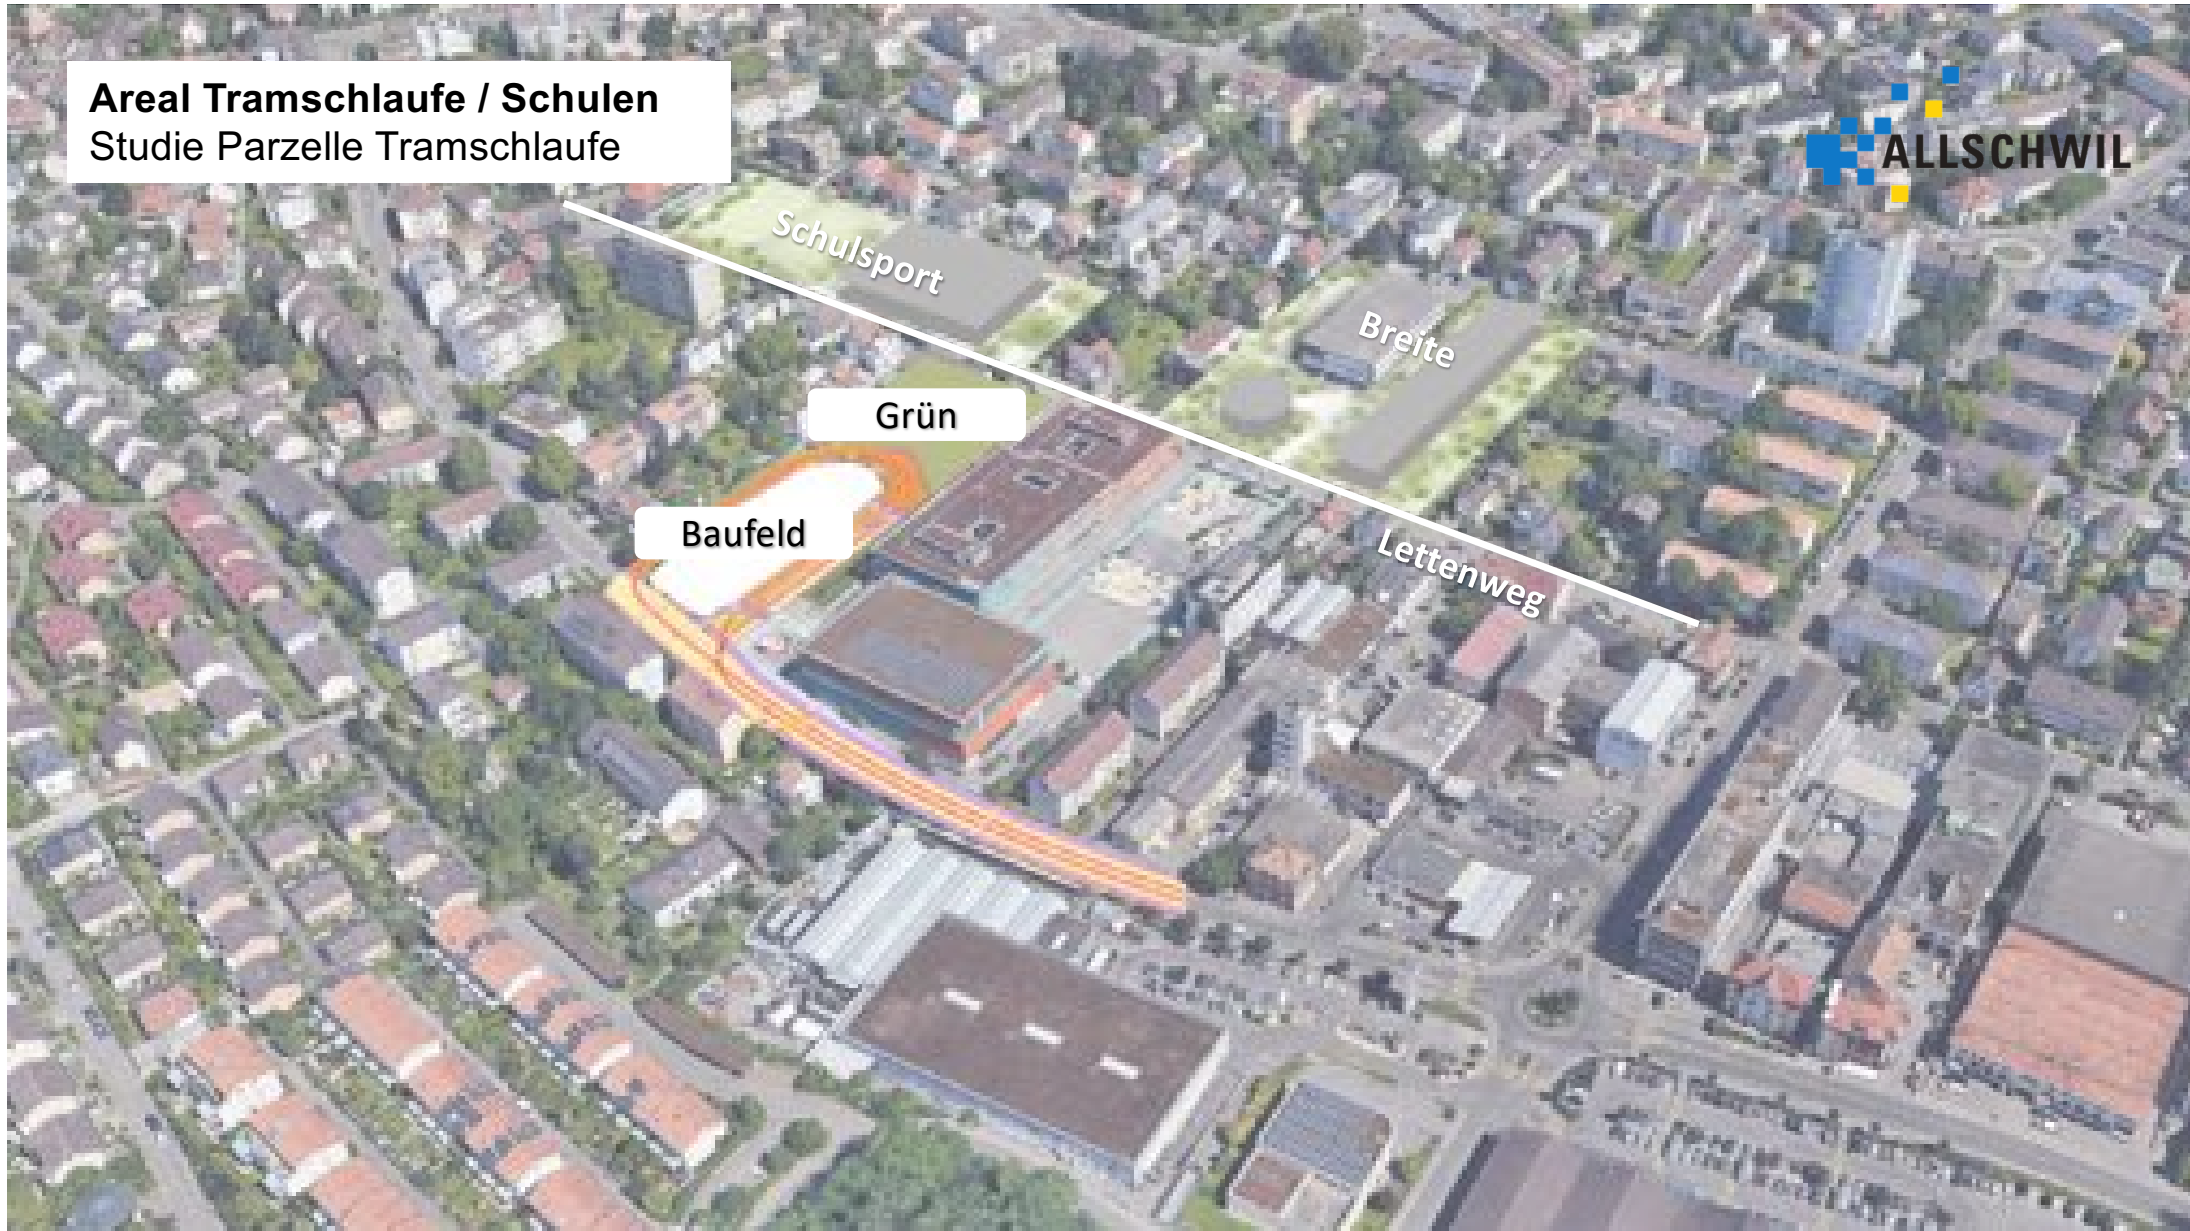 Areal Tramschlaufe / Schulen
Studie Parzelle Tramschlaufe
ALLSCHWIL
Schulsport
Breite
Grün
Baufeld
Lettenweg